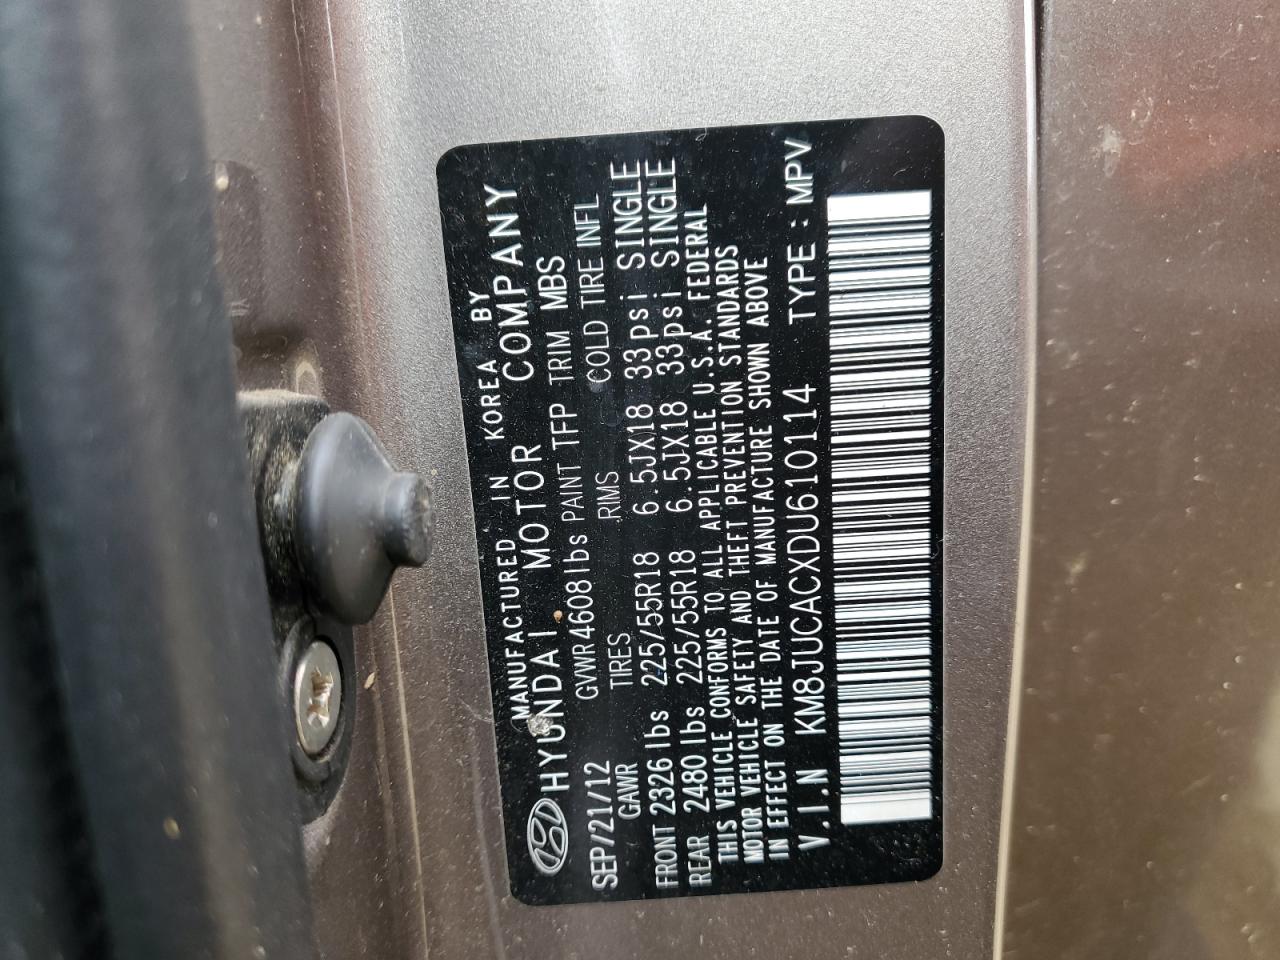 MANUFACTURED IN KOREA BY
HYUNDAI MOTOR COMPANY
SEP/21/12 GVWR 4608 lbs PAINT TFP TRIM MBS
GAWR TIRES RIMS COLD TIRE INFL
FRONT 2326 lbs 225/55R18 6.5JX18 33psi SINGLE
REAR 2480 lbs 225/55R18 6.5JX18 33psi SINGLE
THIS VEHICLE CONFORMS TO ALL APPLICABLE U.S.A. FEDERAL
MOTOR VEHICLE SAFETY AND THEFT PREVENTION STANDARDS
IN EFFECT ON THE DATE OF MANUFACTURE SHOWN ABOVE
V.I.N KM8JUCACXDU610114 TYPE : MPV